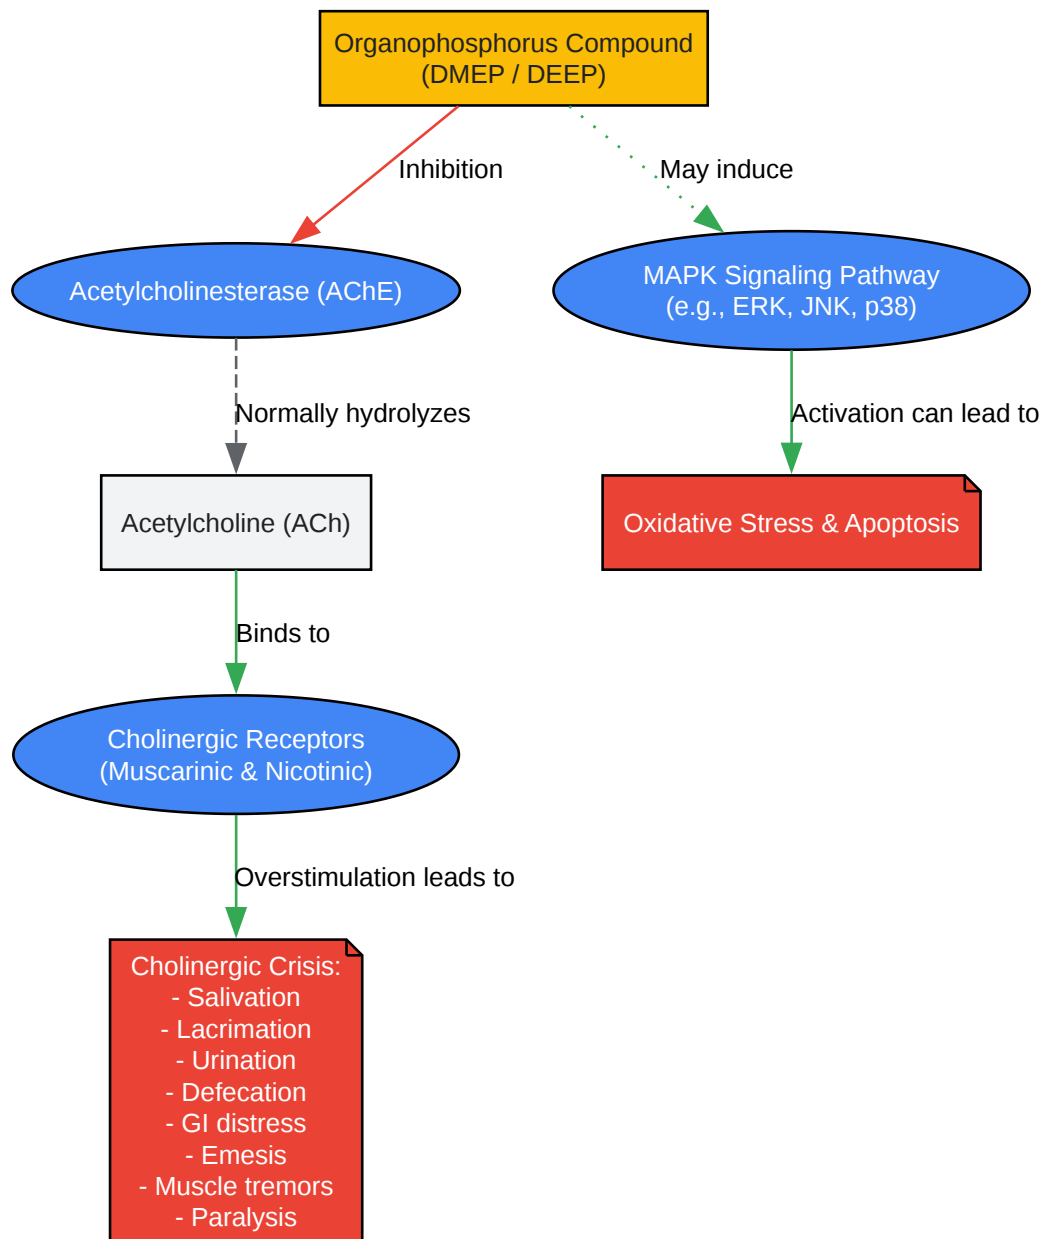 Organophosphorus Compound
(DMEP / DEEP)
Inhibition
May induce
Acetylcholinesterase (AChE)
MAPK Signaling Pathway
(e.g., ERK, JNK, p38)
Normally hydrolyzes
Activation can lead to
Acetylcholine (ACh)
Oxidative Stress & Apoptosis
Binds to
Cholinergic Receptors
(Muscarinic & Nicotinic)
Overstimulation leads to
Cholinergic Crisis:
- Salivation
- Lacrimation
- Urination
- Defecation
- GI distress
- Emesis
- Muscle tremors
- Paralysis